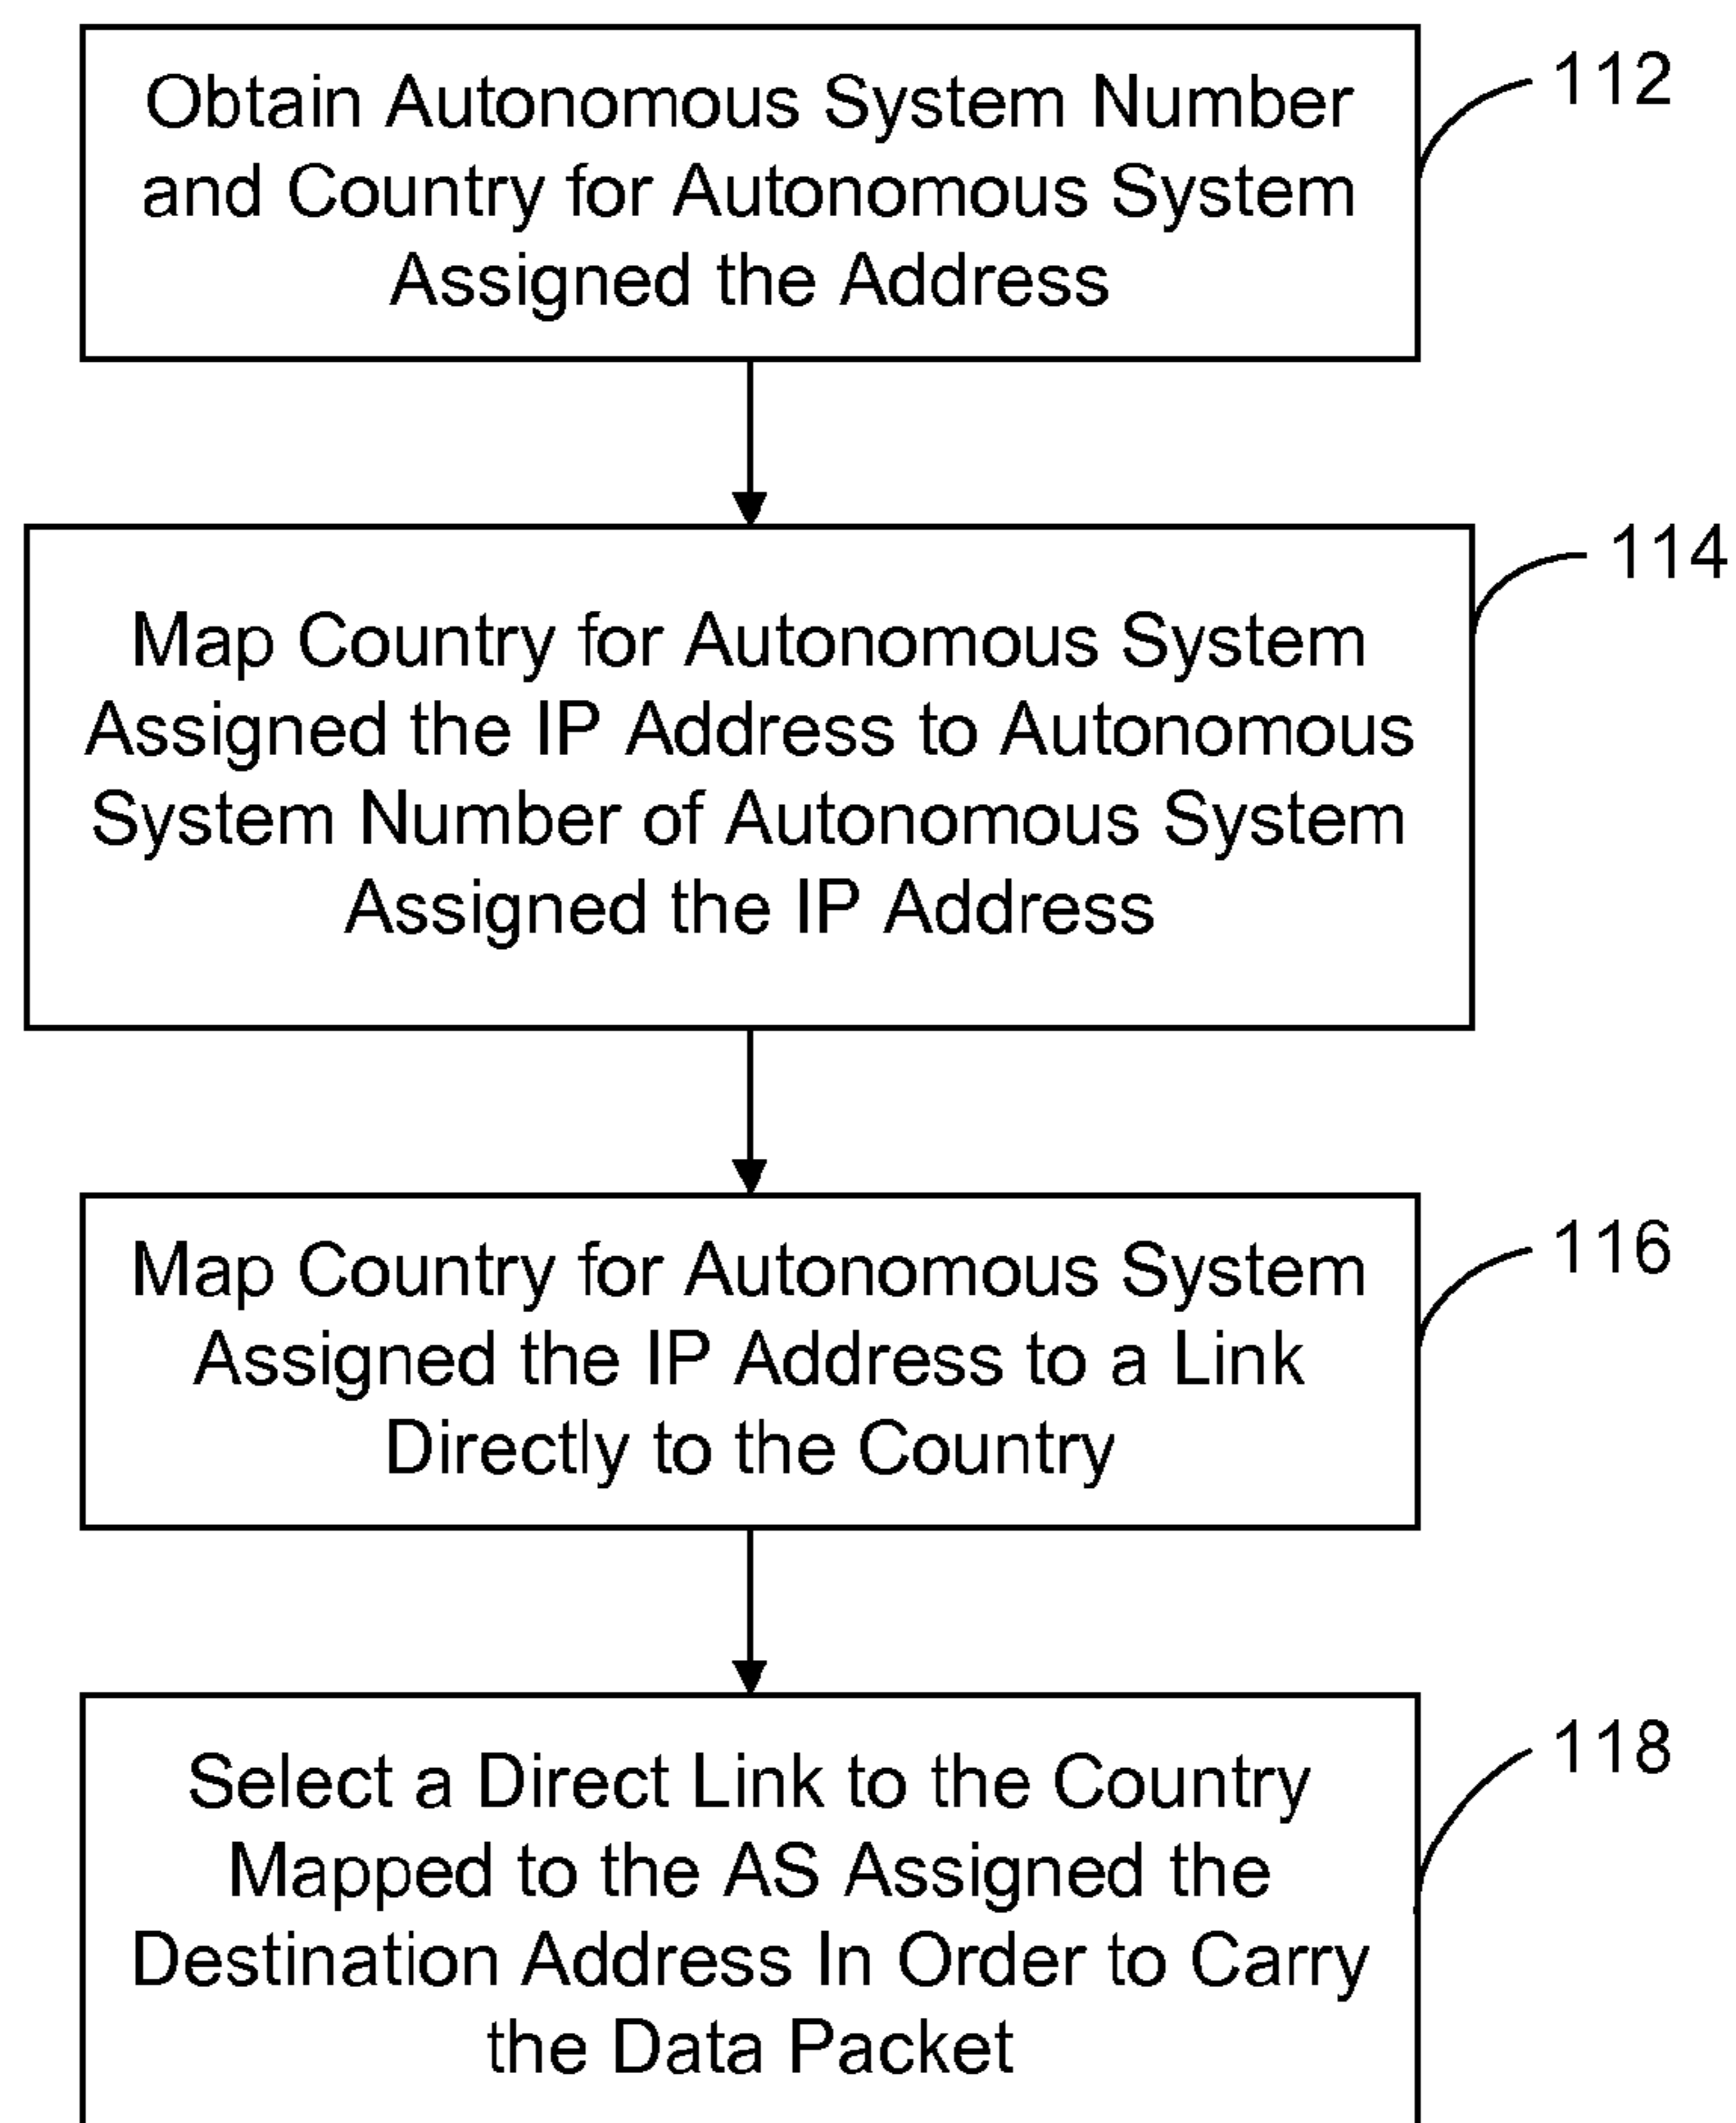 Obtain Autonomous System Number
and Country for Autonomous System
Assigned the Address
112
Map Country for Autonomous System
Assigned the IP Address to Autonomous
System Number of Autonomous System
Assigned the IP Address
114
Map Country for Autonomous System
Assigned the IP Address to a Link
Directly to the Country
116
Select a Direct Link to the Country
Mapped to the AS Assigned the
Destination Address In Order to Carry
the Data Packet
118